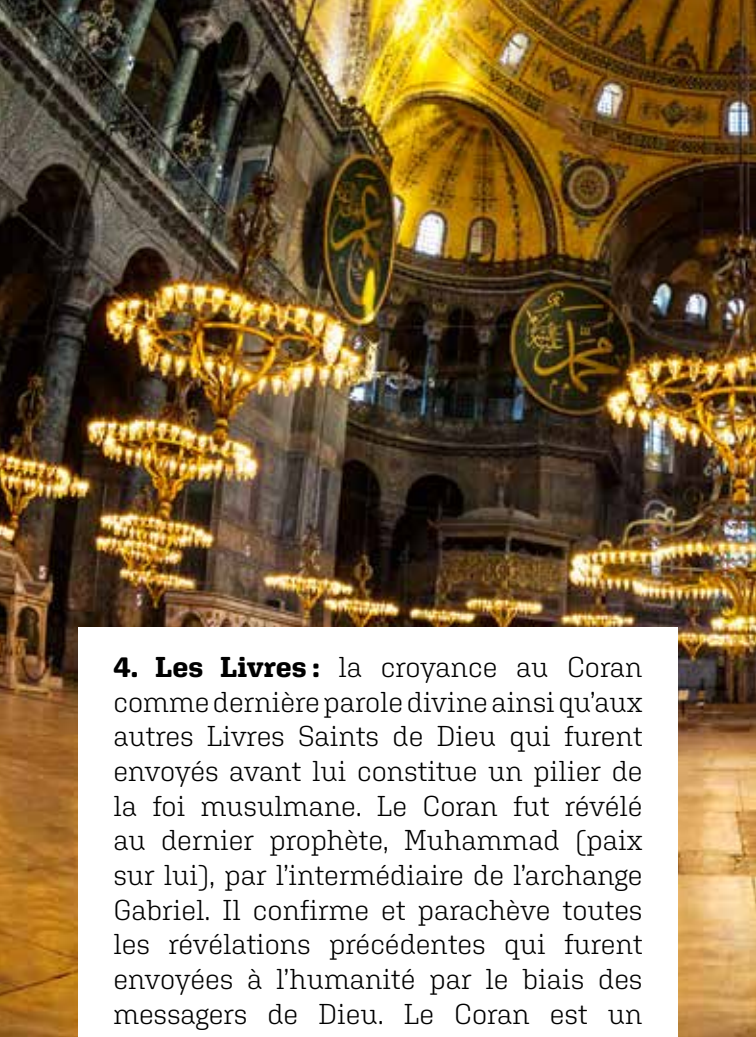 عمر
محمد
4. Les Livres : la croyance au Coran
comme dernière parole divine ainsi qu’aux
autres Livres Saints de Dieu qui furent
envoyés avant lui constitue un pilier de
la foi musulmane. Le Coran fut révélé
au dernier prophète, Muhammad (paix
sur lui), par l’intermédiaire de l’archange
Gabriel. Il confirme et parachève toutes
les révélations précédentes qui furent
envoyées à l’humanité par le biais des
messagers de Dieu. Le Coran est un